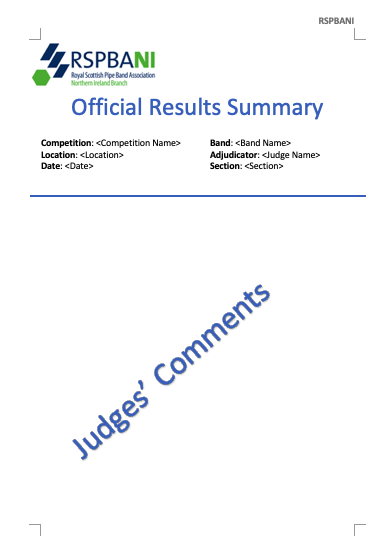 RSPBANI
RSPBANI
Royal Scottish Pipe Band Association
Northern Ireland Branch
Official Results Summary
Competition: <Competition Name>
Band: <Band Name>
Location: <Location>
Adjudicator: <Judge Name>
Date: <Date>
Section: <Section>
Judges’ Comments